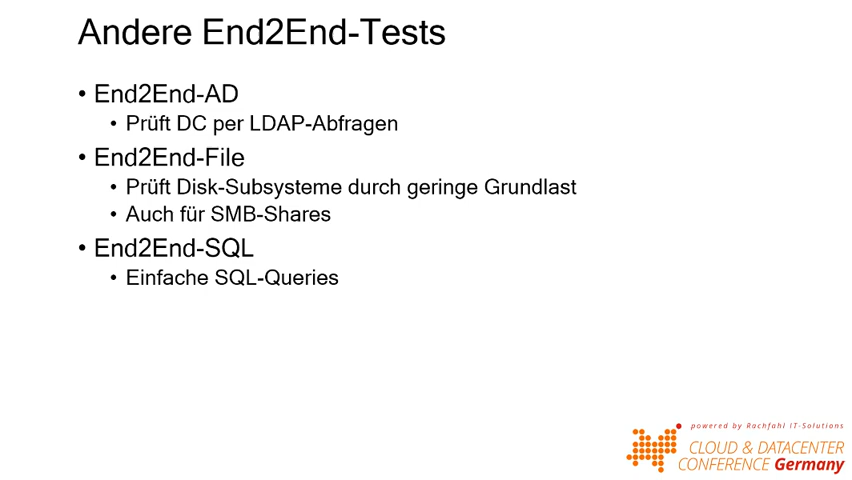 Andere End2End-Tests
• End2End-AD
• Prüft DC per LDAP-Abfragen
• End2End-File
• Prüft Disk-Subsysteme durch geringe Grundlast
• Auch für SMB-Shares
• End2End-SQL
• Einfache SQL-Queries
powered by Rachfahl IT-Solutions
CLOUD & DATACENTER
CONFERENCE Germany